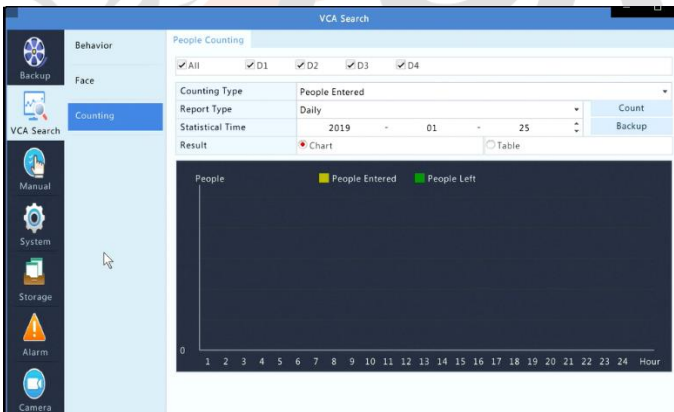 VCA Search
Backup
VCA Search
Manual
System
Storage
Alarm
Camera
Behavior
Face
Counting
People Counting
All D1 D2 D3 D4
Counting Type People Entered
Report Type Daily Count
Statistical Time 2019 - 01 - 25 Backup
Result Chart Table
People People Entered People Left
0
1 2 3 4 5 6 7 8 9 10 11 12 13 14 15 16 17 18 19 20 21 22 23 24 Hour